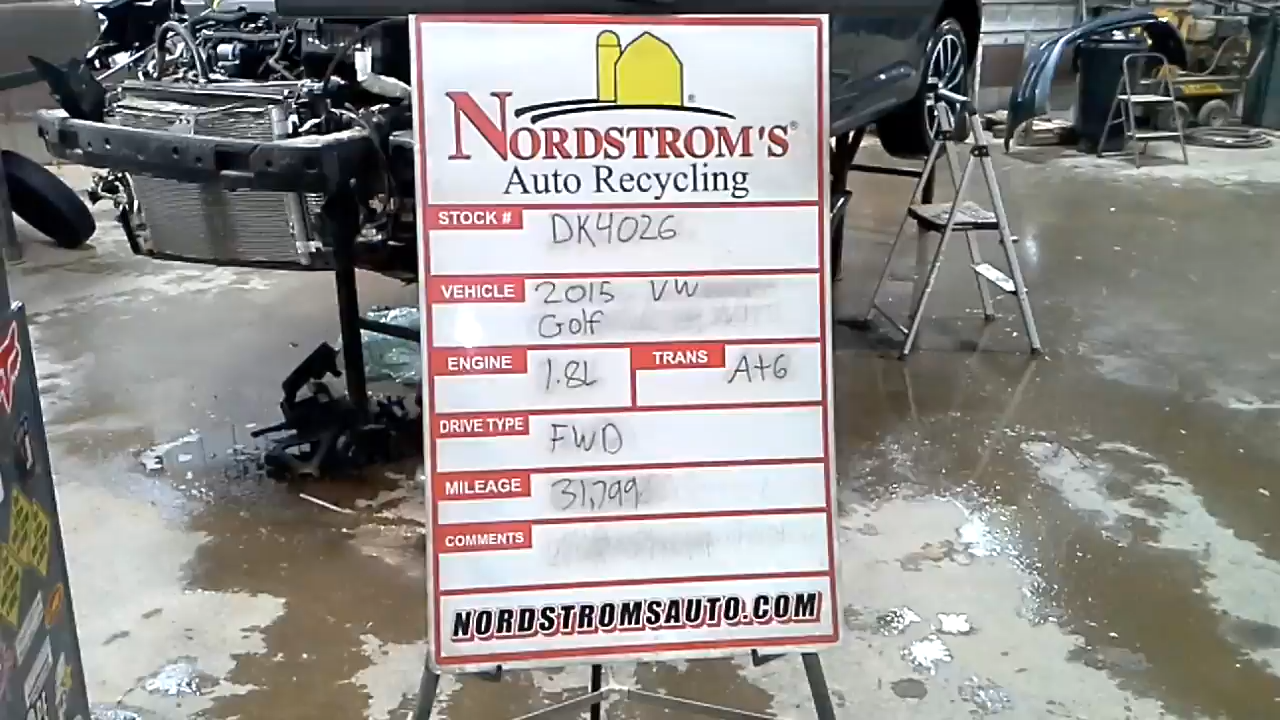 NORDSTROM'S®
Auto Recycling
STOCK # DK4026
VEHICLE 2015 VW
Golf
ENGINE 1.8L TRANS At6
DRIVE TYPE FWD
MILEAGE 31,799
COMMENTS
NORDSTROMSAUTO.COM